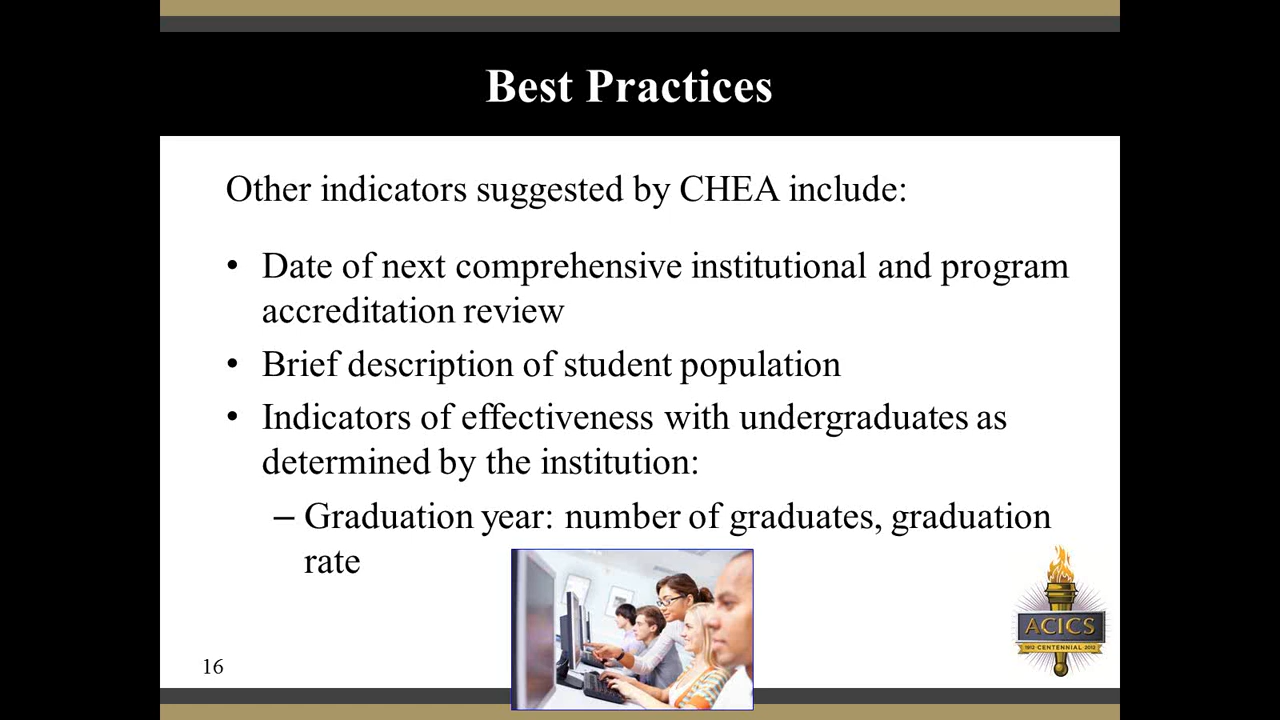 Best Practices
Other indicators suggested by CHEA include:
• Date of next comprehensive institutional and program
accreditation review
• Brief description of student population
• Indicators of effectiveness with undergraduates as
determined by the institution:
– Graduation year: number of graduates, graduation
rate
ACICS
1912 CENTENNIAL 2012
16